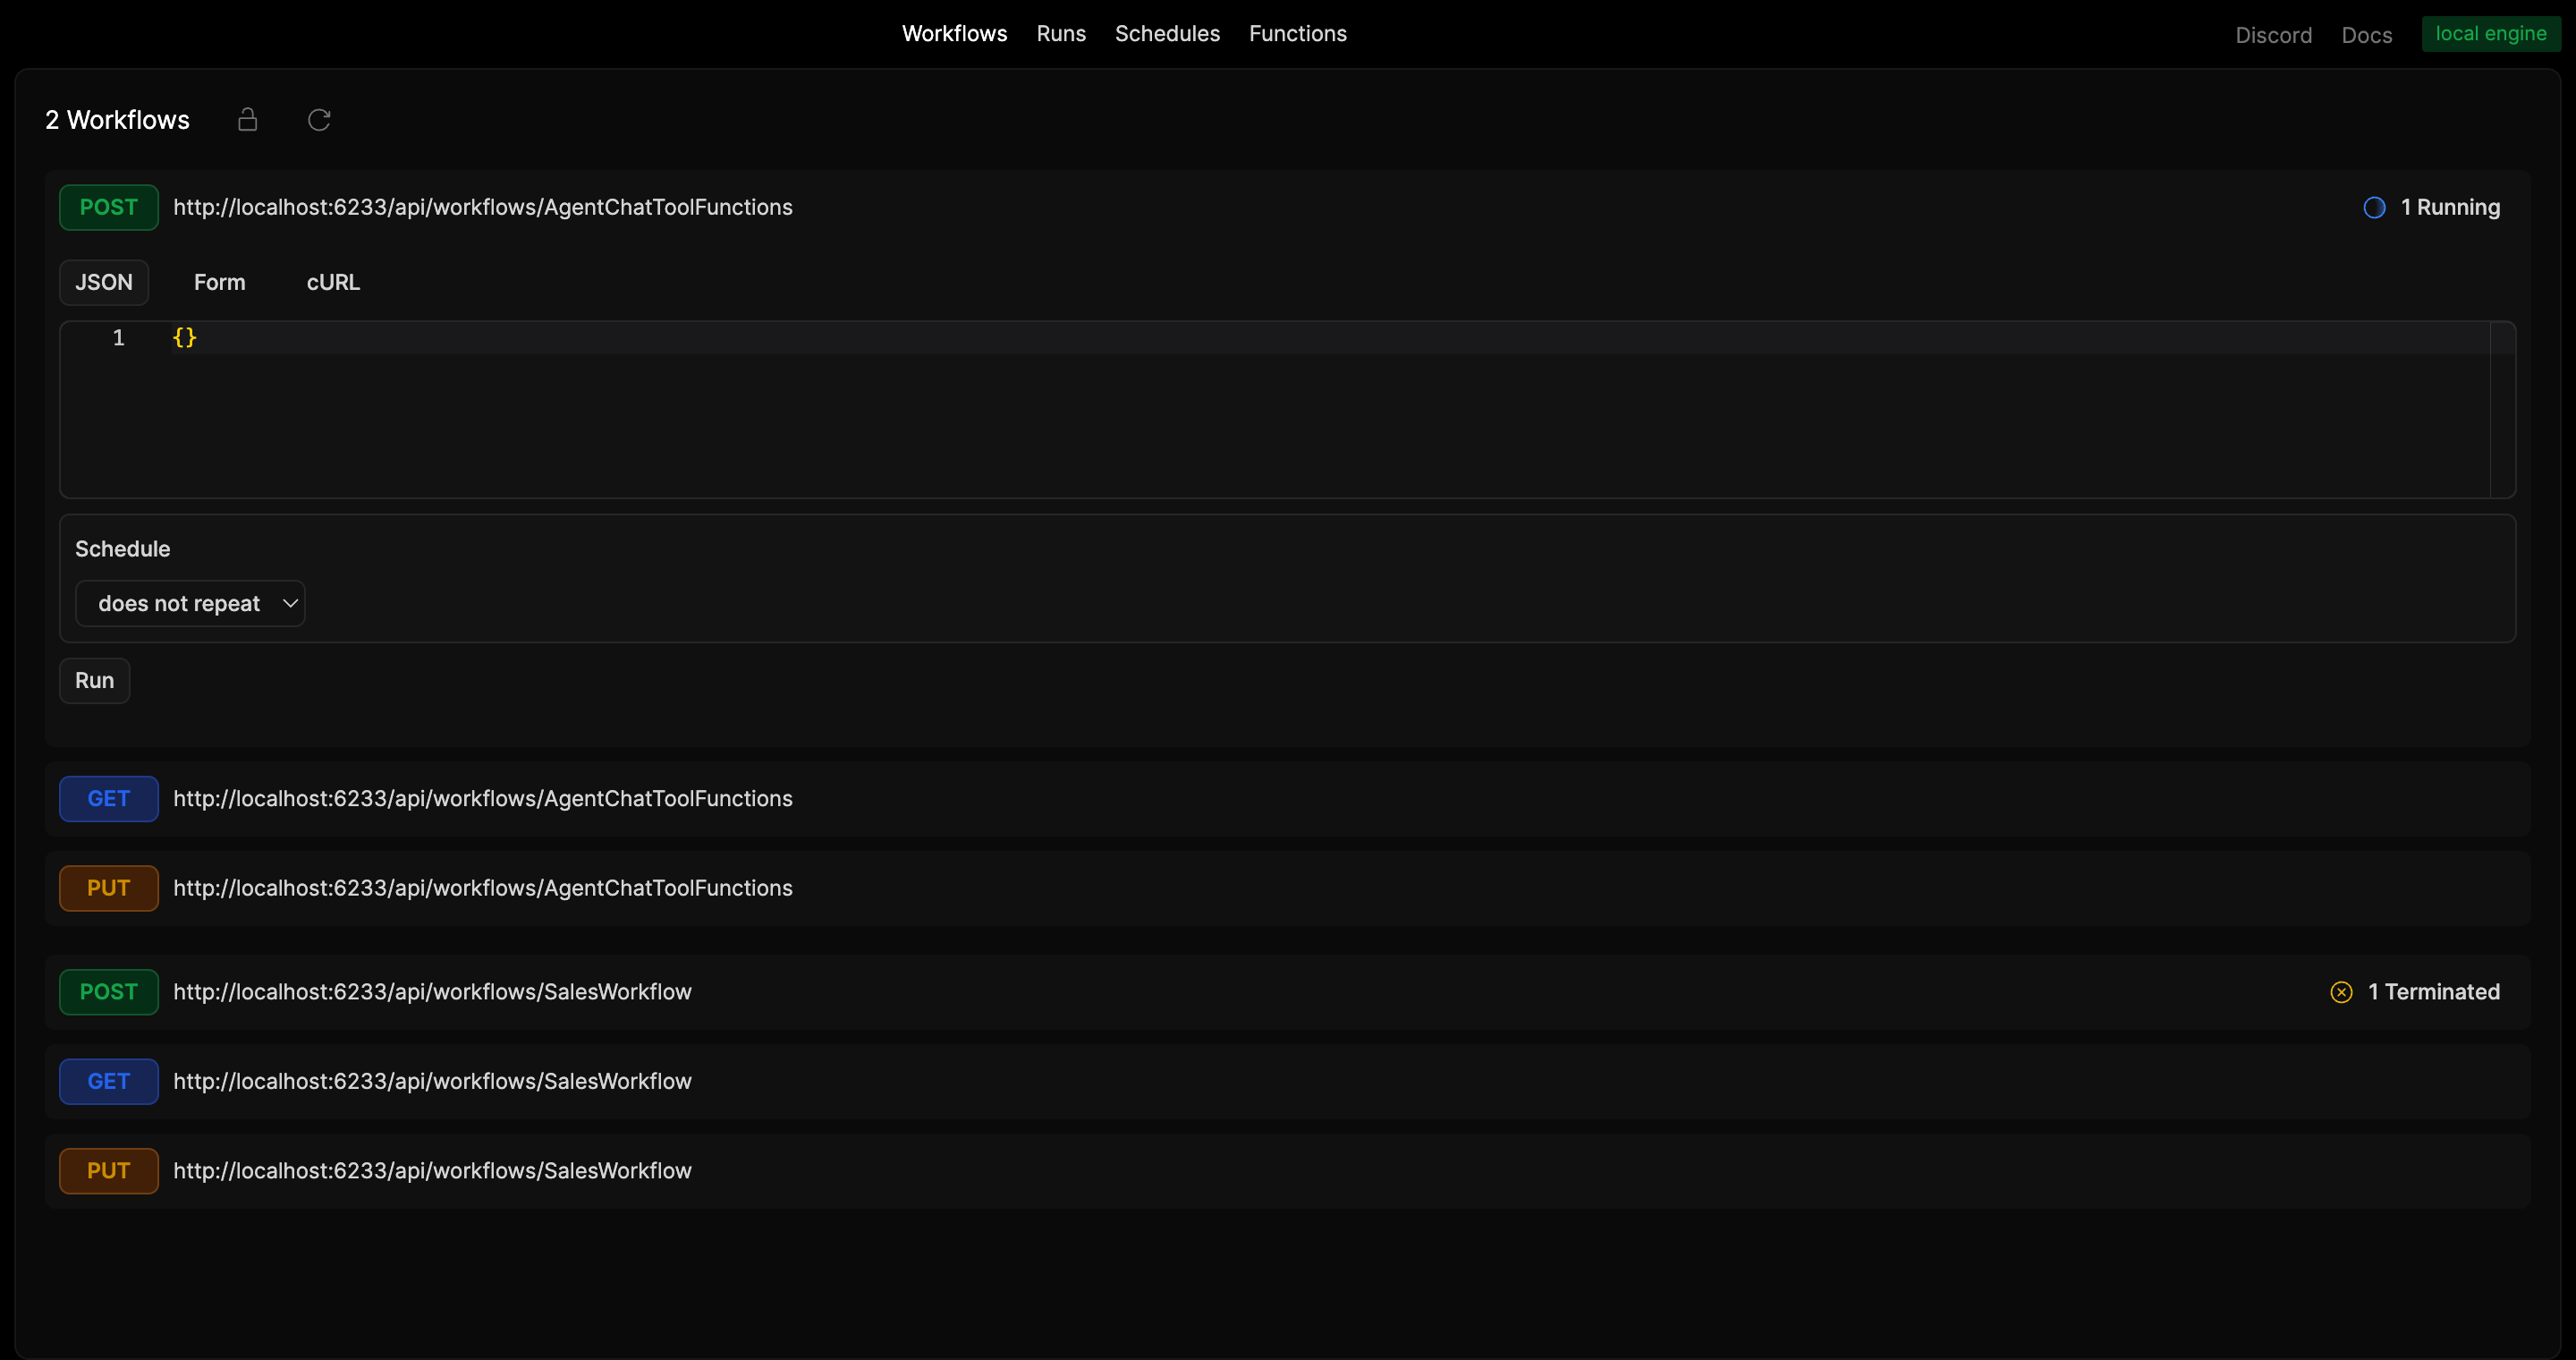 Workflows Runs Schedules Functions Discord Docs local engine
2 Workflows
POST http://localhost:6233/api/workflows/AgentChatToolFunctions 1 Running
JSON Form cURL
1 {}
Schedule
does not repeat
Run
GET http://localhost:6233/api/workflows/AgentChatToolFunctions
PUT http://localhost:6233/api/workflows/AgentChatToolFunctions
POST http://localhost:6233/api/workflows/SalesWorkflow 1 Terminated
GET http://localhost:6233/api/workflows/SalesWorkflow
PUT http://localhost:6233/api/workflows/SalesWorkflow